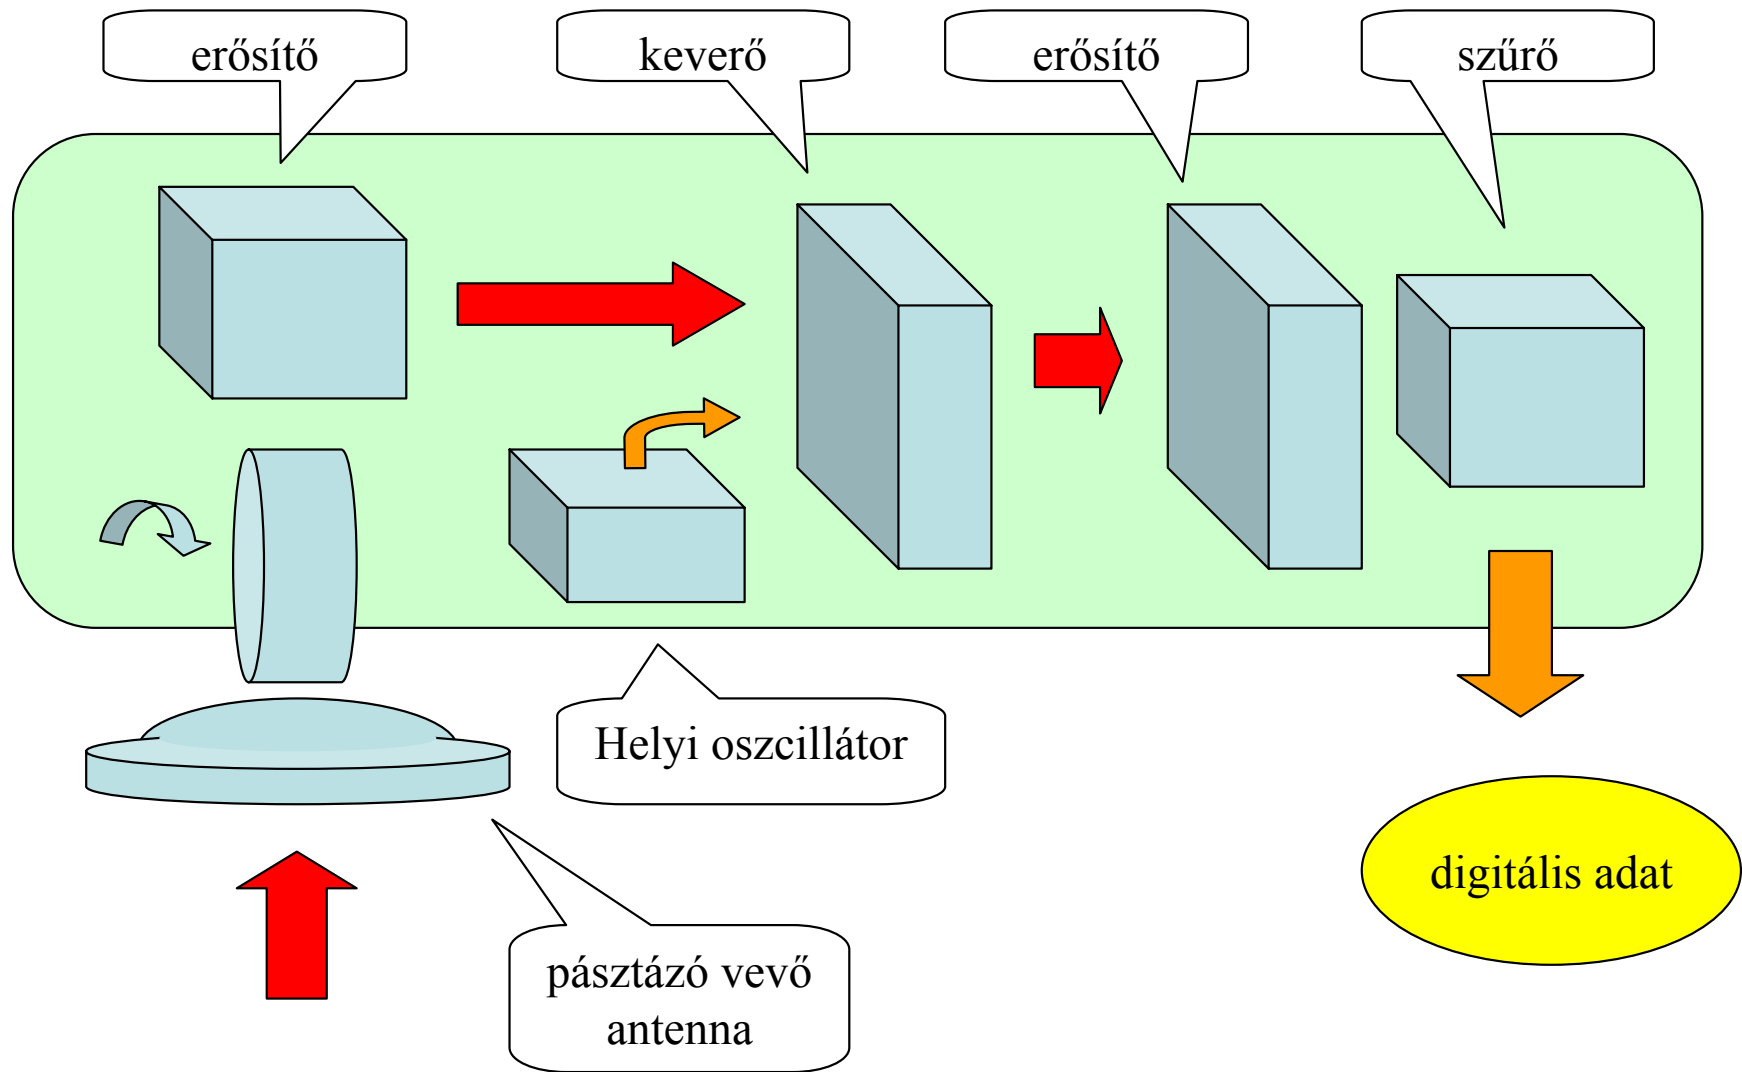 erősítő
keverő
erősítő
szűrő
Helyi oszcillátor
digitális adat
pásztázó vevő
antenna